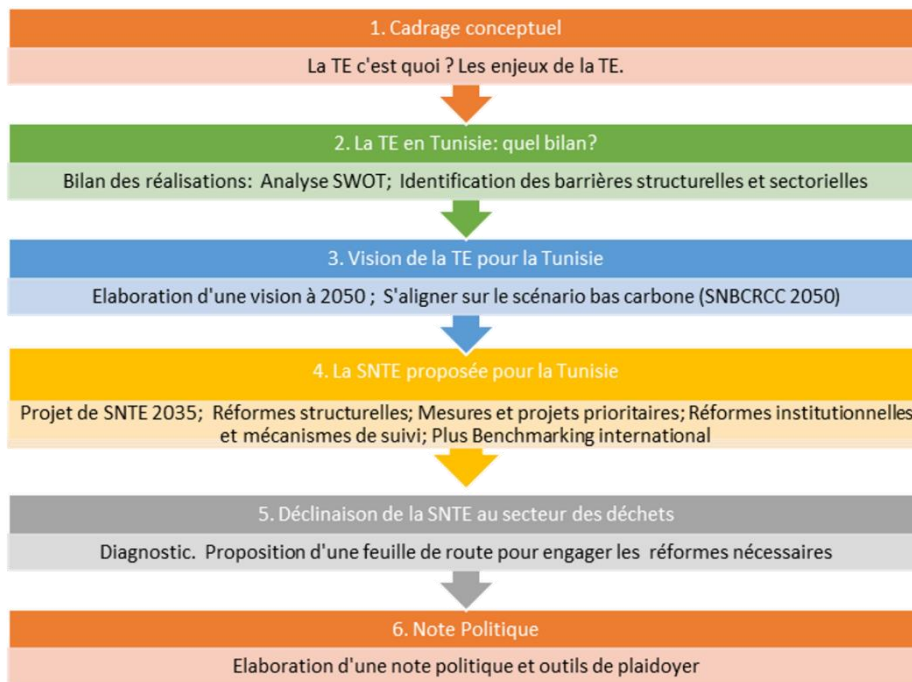 1. Cadrage conceptuel
La TE c'est quoi ? Les enjeux de la TE.
2. La TE en Tunisie: quel bilan?
Bilan des réalisations: Analyse SWOT; Identification des barrières structurelles et sectorielles
3. Vision de la TE pour la Tunisie
Elaboration d'une vision à 2050 ; S'aligner sur le scénario bas carbone (SNBCRCC 2050)
4. La SNTE proposée pour la Tunisie
Projet de SNTE 2035; Réformes structurelles; Mesures et projets prioritaires; Réformes institutionnelles
et mécanismes de suivi; Plus Benchmarking international
5. Déclinaison de la SNTE au secteur des déchets
Diagnostic. Proposition d'une feuille de route pour engager les réformes nécessaires
6. Note Politique
Elaboration d'une note politique et outils de plaidoyer